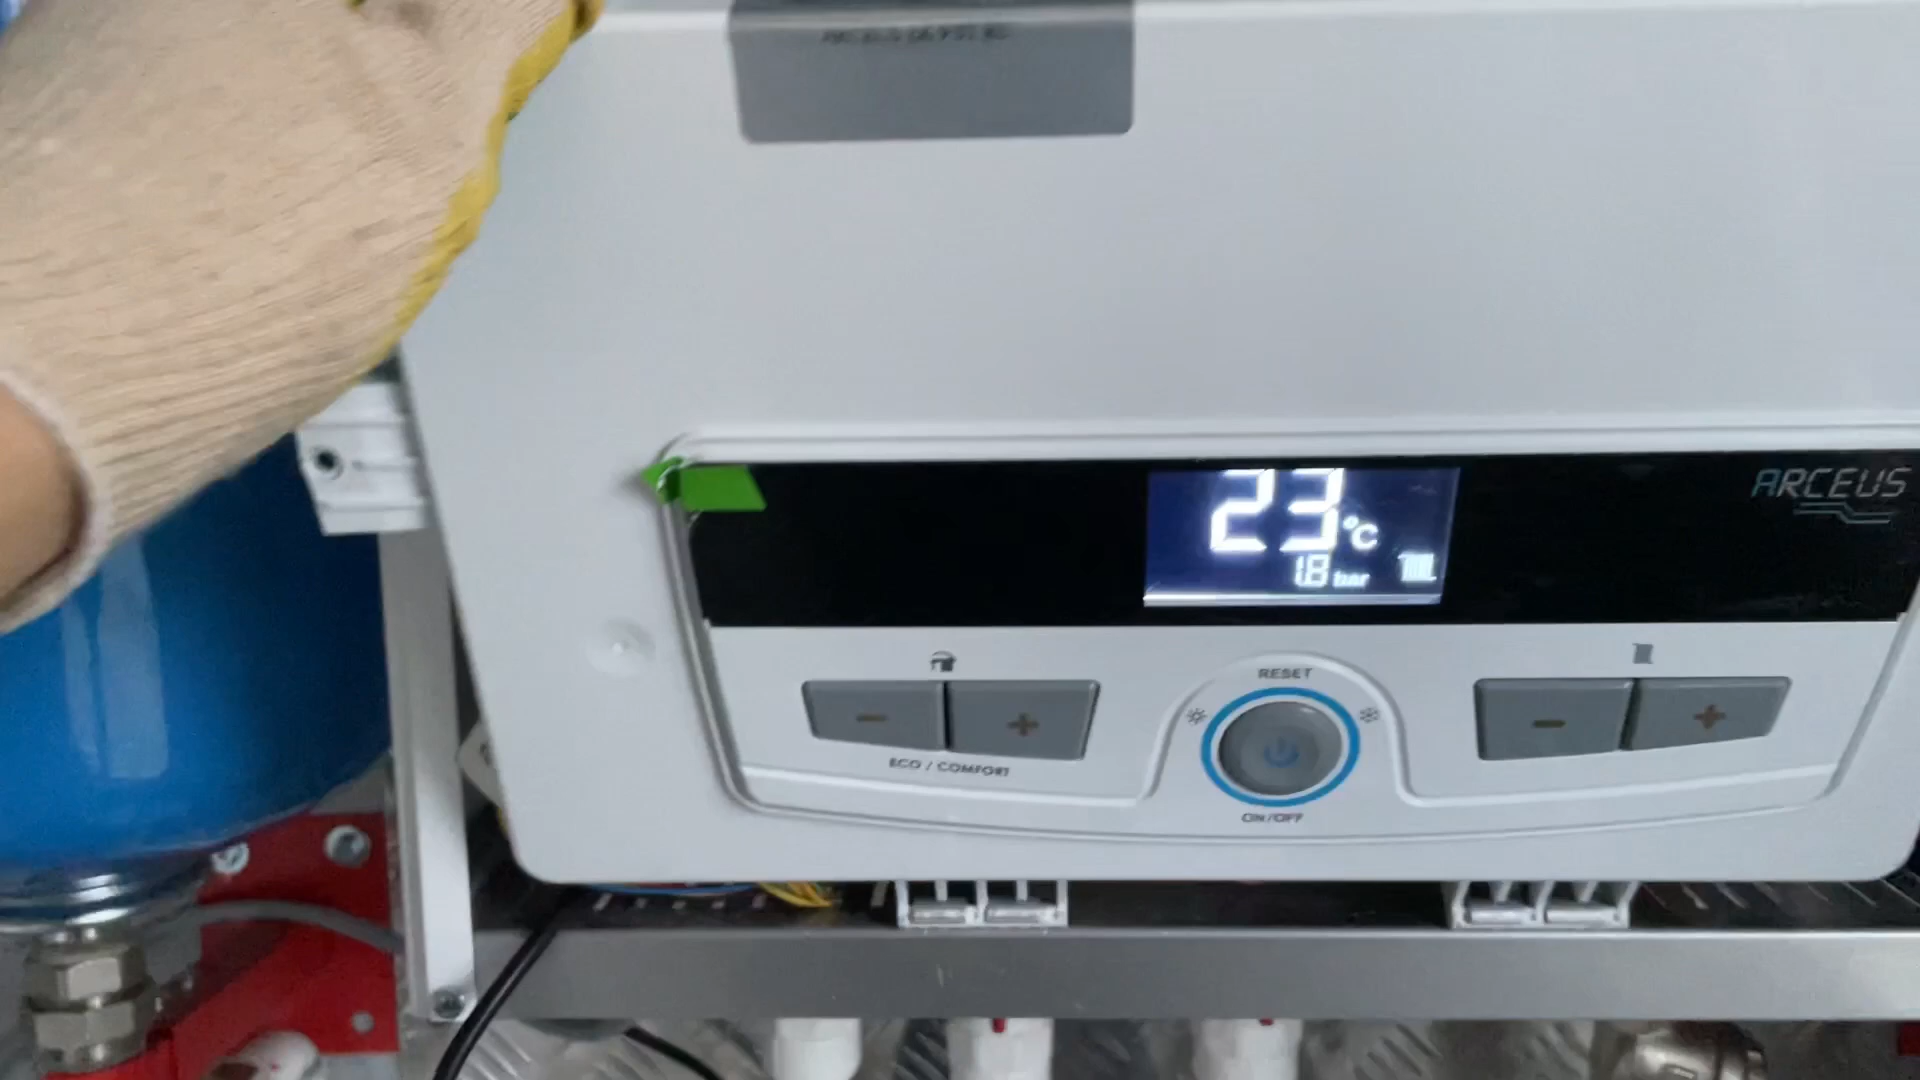 23 °C
1.8 bar
ARCEUS
RESET
ECO / COMFORT
ON/OFF